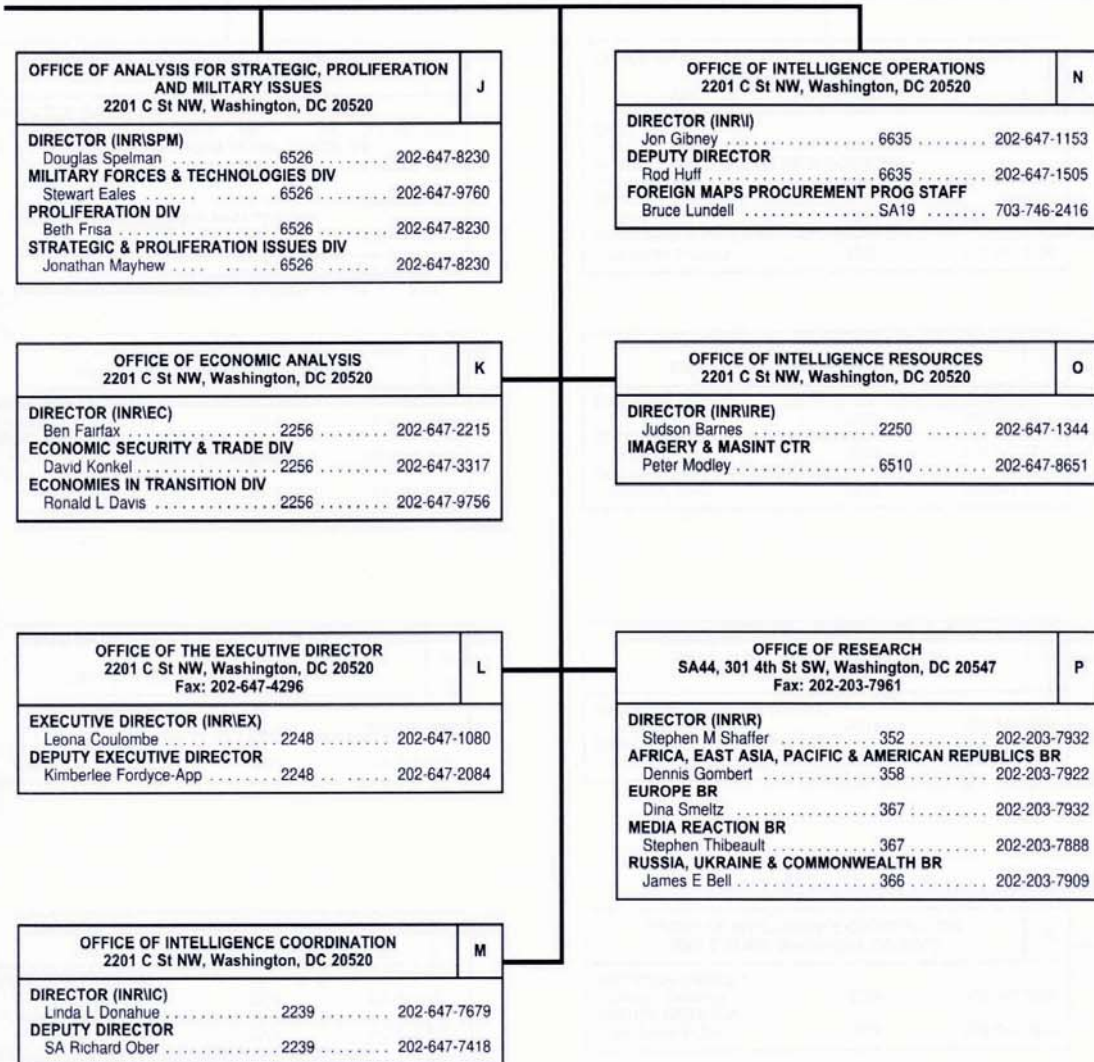 OFFICE OF ANALYSIS FOR STRATEGIC, PROLIFERATION
AND MILITARY ISSUES
2201 C St NW, Washington, DC 20520
J
DIRECTOR (INR\SPM)
Douglas Spelman ........... 6526 ........ 202-647-8230
MILITARY FORCES & TECHNOLOGIES DIV
Stewart Eales ...... ...... . 6526 ........ 202-647-9760
PROLIFERATION DIV
Beth Frisa ................. 6526 ........ 202-647-8230
STRATEGIC & PROLIFERATION ISSUES DIV
Jonathan Mayhew .... .. ... 6526 ..... 202-647-8230
OFFICE OF ECONOMIC ANALYSIS
2201 C St NW, Washington, DC 20520
K
DIRECTOR (INR\EC)
Ben Fairfax ................. 2256 ........ 202-647-2215
ECONOMIC SECURITY & TRADE DIV
David Konkel ............... 2256 ........ 202-647-3317
ECONOMIES IN TRANSITION DIV
Ronald L Davis ............. 2256 ........ 202-647-9756
OFFICE OF THE EXECUTIVE DIRECTOR
2201 C St NW, Washington, DC 20520
Fax: 202-647-4296
L
EXECUTIVE DIRECTOR (INR\EX)
Leona Coulombe ..... ...... 2248 ........ 202-647-1080
DEPUTY EXECUTIVE DIRECTOR
Kimberlee Fordyce-App ........ 2248 .. ..... 202-647-2084
OFFICE OF INTELLIGENCE COORDINATION
2201 C St NW, Washington, DC 20520
M
DIRECTOR (INR\IC)
Linda L Donahue ............ 2239 ........ 202-647-7679
DEPUTY DIRECTOR
SA Richard Ober ............ 2239 ........ 202-647-7418
OFFICE OF INTELLIGENCE OPERATIONS
2201 C St NW, Washington, DC 20520
N
DIRECTOR (INR\I)
Jon Gibney ................. 6635 ........ 202-647-1153
DEPUTY DIRECTOR
Rod Huff ................... 6635 ........ 202-647-1505
FOREIGN MAPS PROCUREMENT PROG STAFF
Bruce Lundell .............. SA19 ....... 703-746-2416
OFFICE OF INTELLIGENCE RESOURCES
2201 C St NW, Washington, DC 20520
O
DIRECTOR (INR\IRE)
Judson Barnes .............. 2250 ....... 202-647-1344
IMAGERY & MASINT CTR
Peter Modley ............... 6510 ........ 202-647-8651
OFFICE OF RESEARCH
SA44, 301 4th St SW, Washington, DC 20547
Fax: 202-203-7961
P
DIRECTOR (INR\R)
Stephen M Shaffer ........... 352 ......... 202-203-7932
AFRICA, EAST ASIA, PACIFIC & AMERICAN REPUBLICS BR
Dennis Gombert ............ 358 ......... 202-203-7922
EUROPE BR
Dina Smeltz ............... 367 ......... 202-203-7932
MEDIA REACTION BR
Stephen Thibeault ........... 367 ......... 202-203-7888
RUSSIA, UKRAINE & COMMONWEALTH BR
James E Bell ................ 366 ......... 202-203-7909